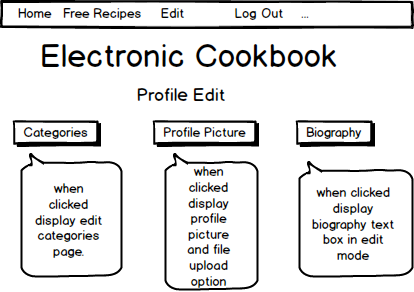 Home Free Recipes Edit Log Out ...
Electronic Cookbook
Profile Edit
Categories
Profile Picture
Biography
when
clicked
display edit
categories
page.
when
clicked
display
profile
picture
and file
upload
option
when clicked
display
biography text
box in edit
mode